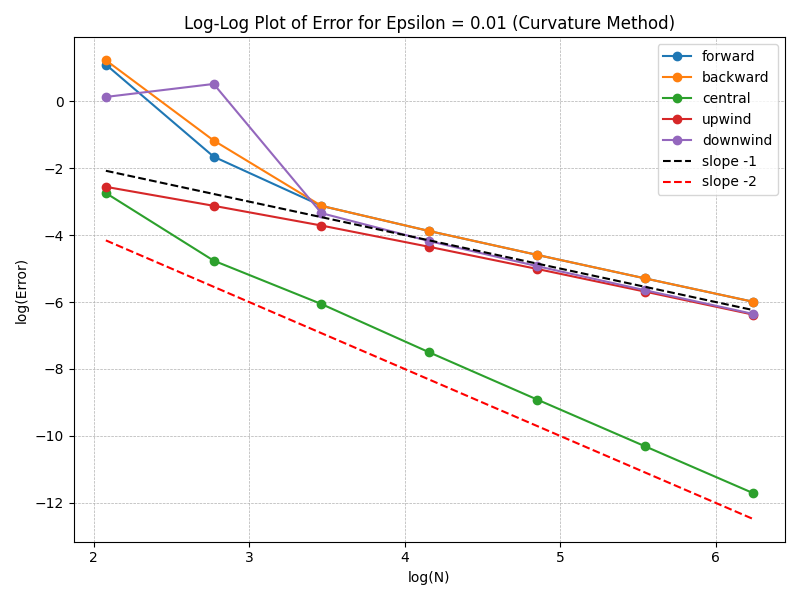 Log-Log Plot of Error for Epsilon = 0.01 (Curvature Method)
forward
backward
central
upwind
downwind
slope -1
slope -2
log(Error)
0
−2
−4
−6
−8
−10
−12
2
3
4
5
6
log(N)